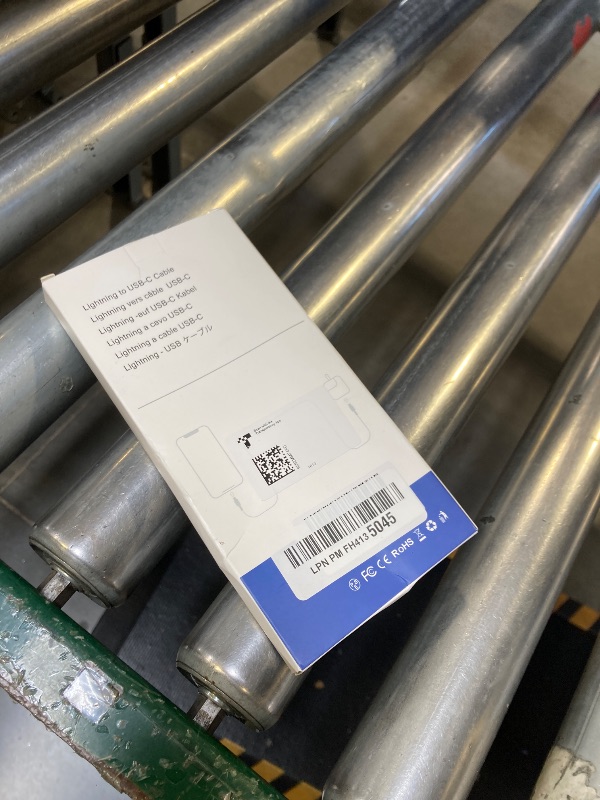 Lightning to USB-C Cable
Lightning vers câble USB-C
Lightning -auf USB-C Kabel
Lightning a cavo USB-C
Lightning a cable USB-C
Lightning - USB ケーブル
LPN PM FH413 5045
FC CE RoHS